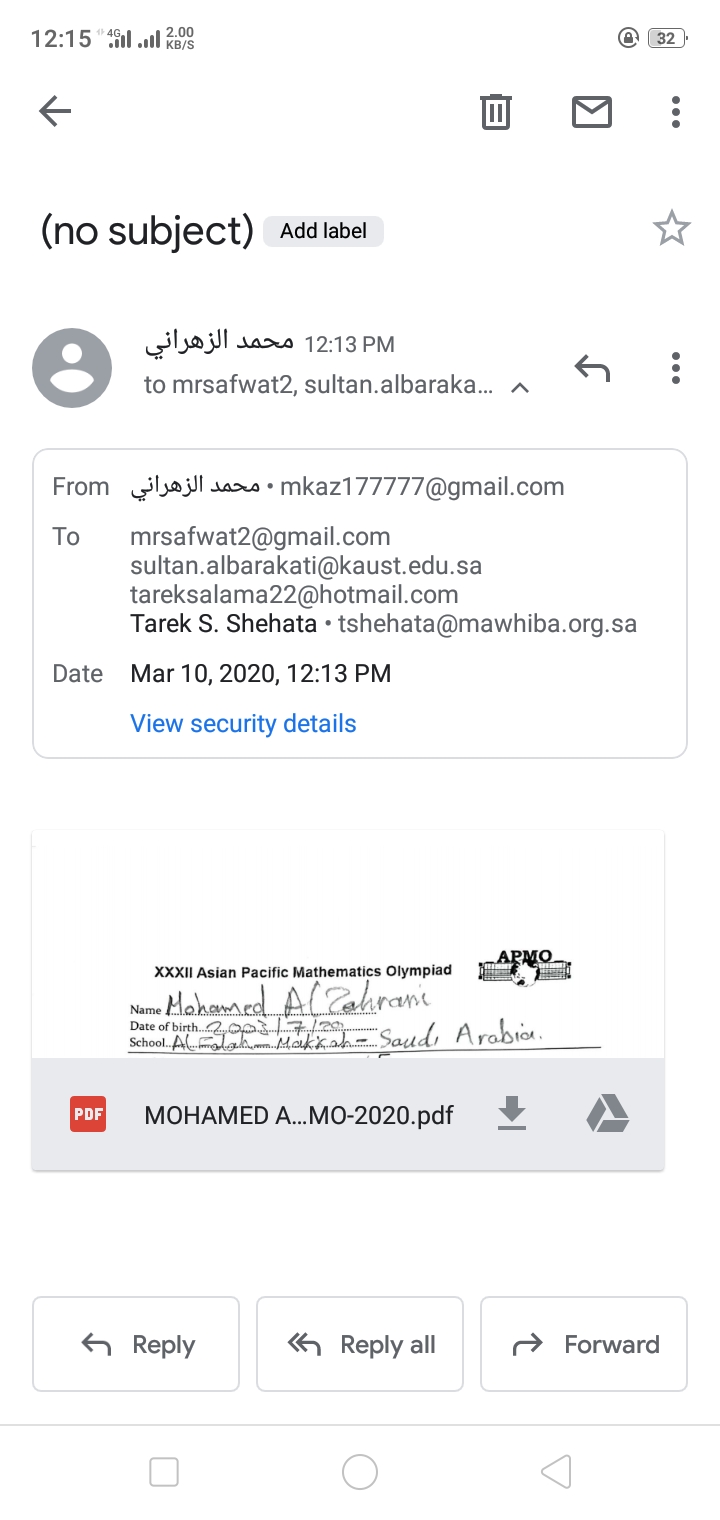 12:15 4G 2.00 KB/S 32
(no subject) Add label
محمد الزهراني 12:13 PM
to mrsafwat2, sultan.albaraka...
From محمد الزهراني • mkaz177777@gmail.com
To mrsafwat2@gmail.com
sultan.albarakati@kaust.edu.sa
tareksalama22@hotmail.com
Tarek S. Shehata • tshehata@mawhiba.org.sa
Date Mar 10, 2020, 12:13 PM
View security details
APMO
XXXII Asian Pacific Mathematics Olympiad
Name Mohamed Al Zahrani
Date of birth..2003/7/20
School..Al Falah - Makkah - Saudi Arabia.
PDF MOHAMED A...MO-2020.pdf
Reply Reply all Forward